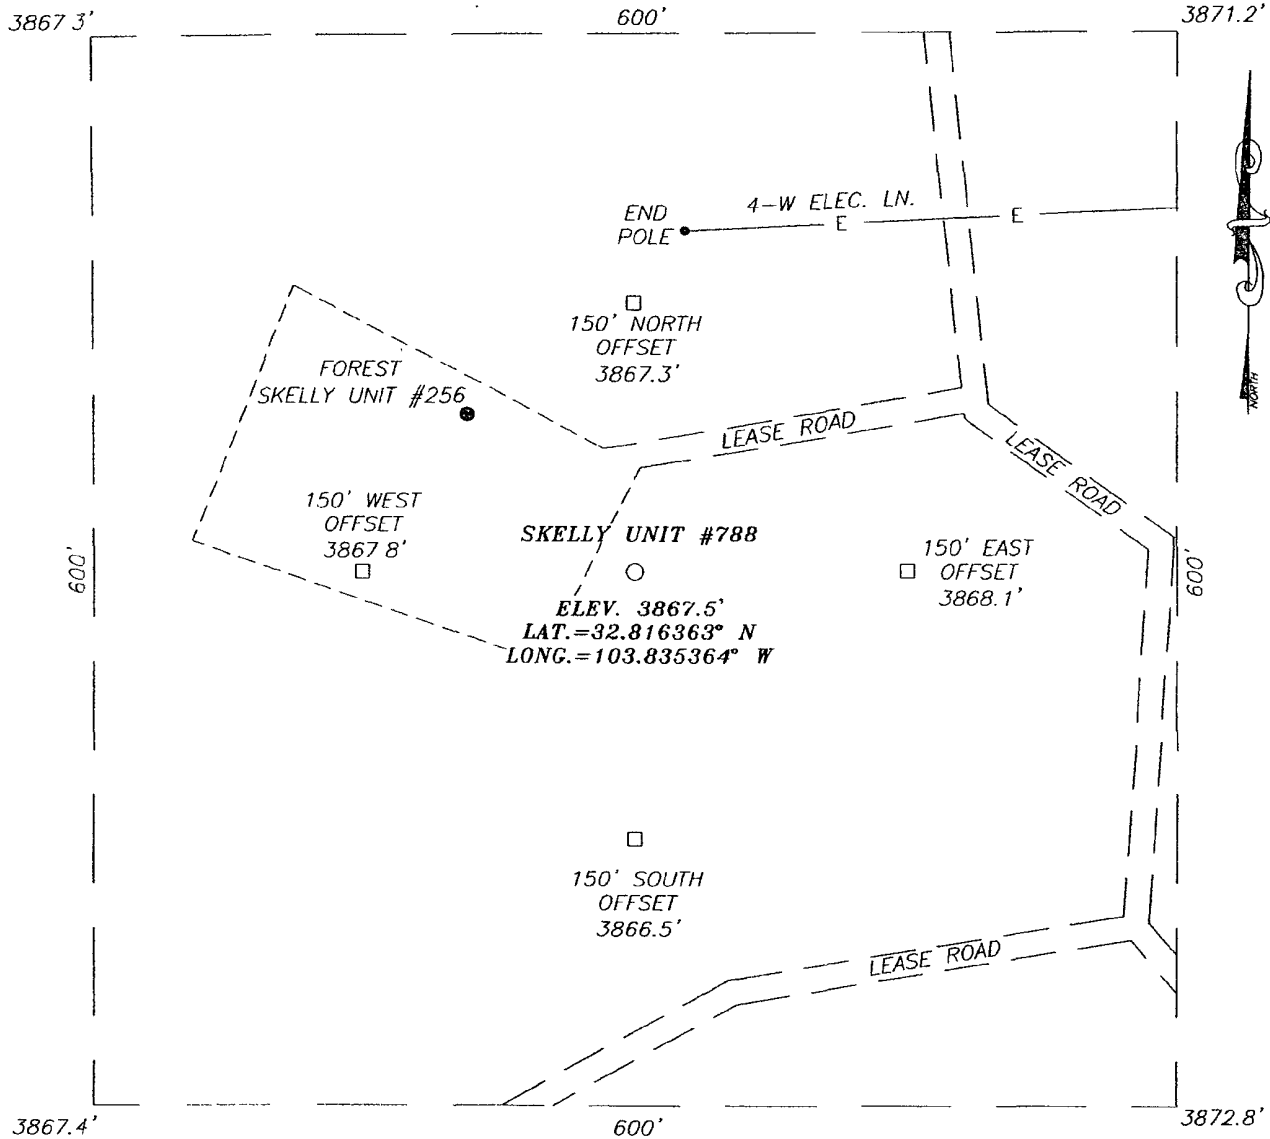 3867 3'
600'
3871.2'
4-W ELEC. LN.
END
POLE
E
E
150' NORTH
OFFSET
3867.3'
FOREST
SKELLY UNIT #256
NORTH
LEASE ROAD
LEASE ROAD
150' WEST
OFFSET
3867 8'
SKELLY UNIT #788
150' EAST
OFFSET
3868.1'
600'
600'
ELEV. 3867.5'
LAT.=32.816363° N
LONG.=103.835364° W
150' SOUTH
OFFSET
3866.5'
LEASE ROAD
3867.4'
600'
3872.8'